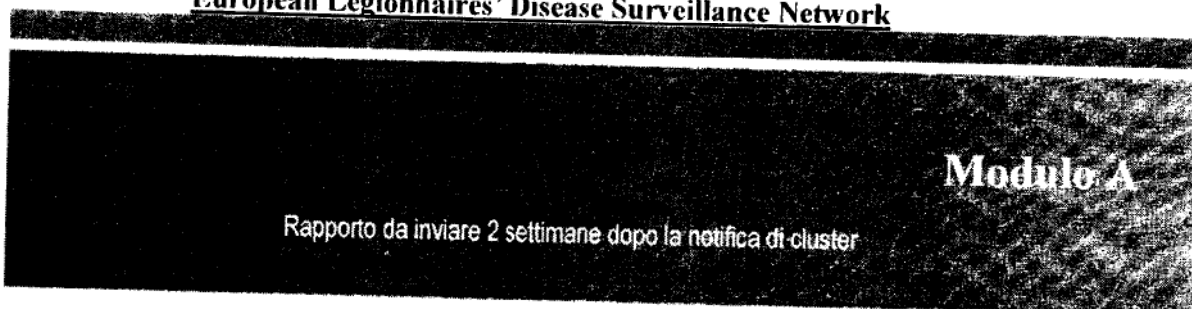 European Legionnaires' Disease Surveillance Network
Modulo A
Rapporto da inviare 2 settimane dopo la notifica di cluster